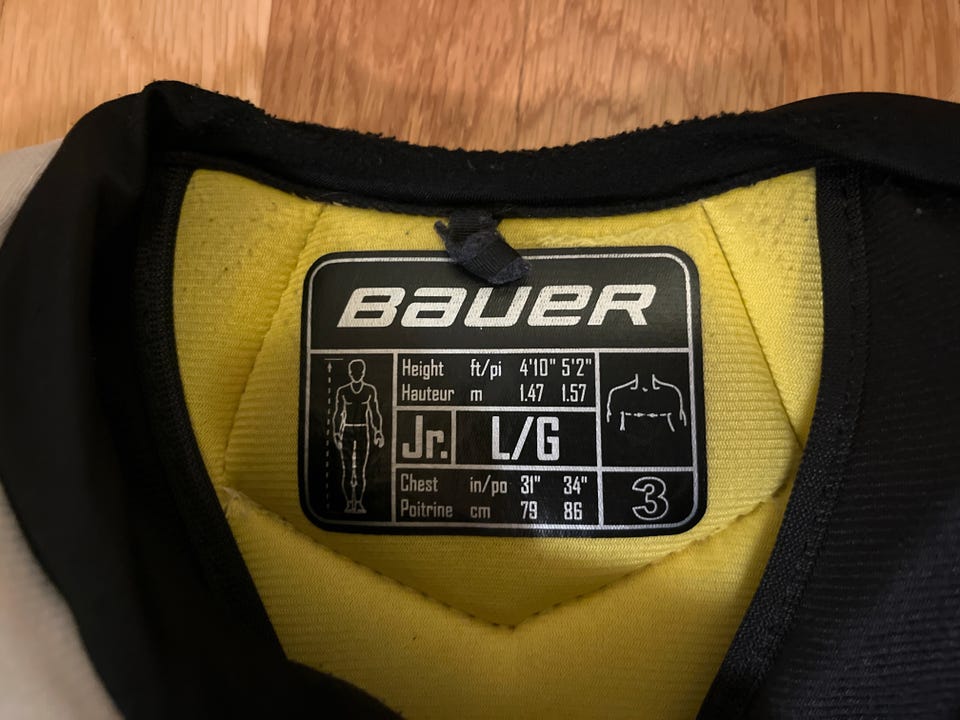 BAUER
Height ft/pi 4'10" 5'2"
Hauteur m 1.47 1.57
Jr. L/G
Chest in/po 31" 34"
Poitrine cm 79 86
3